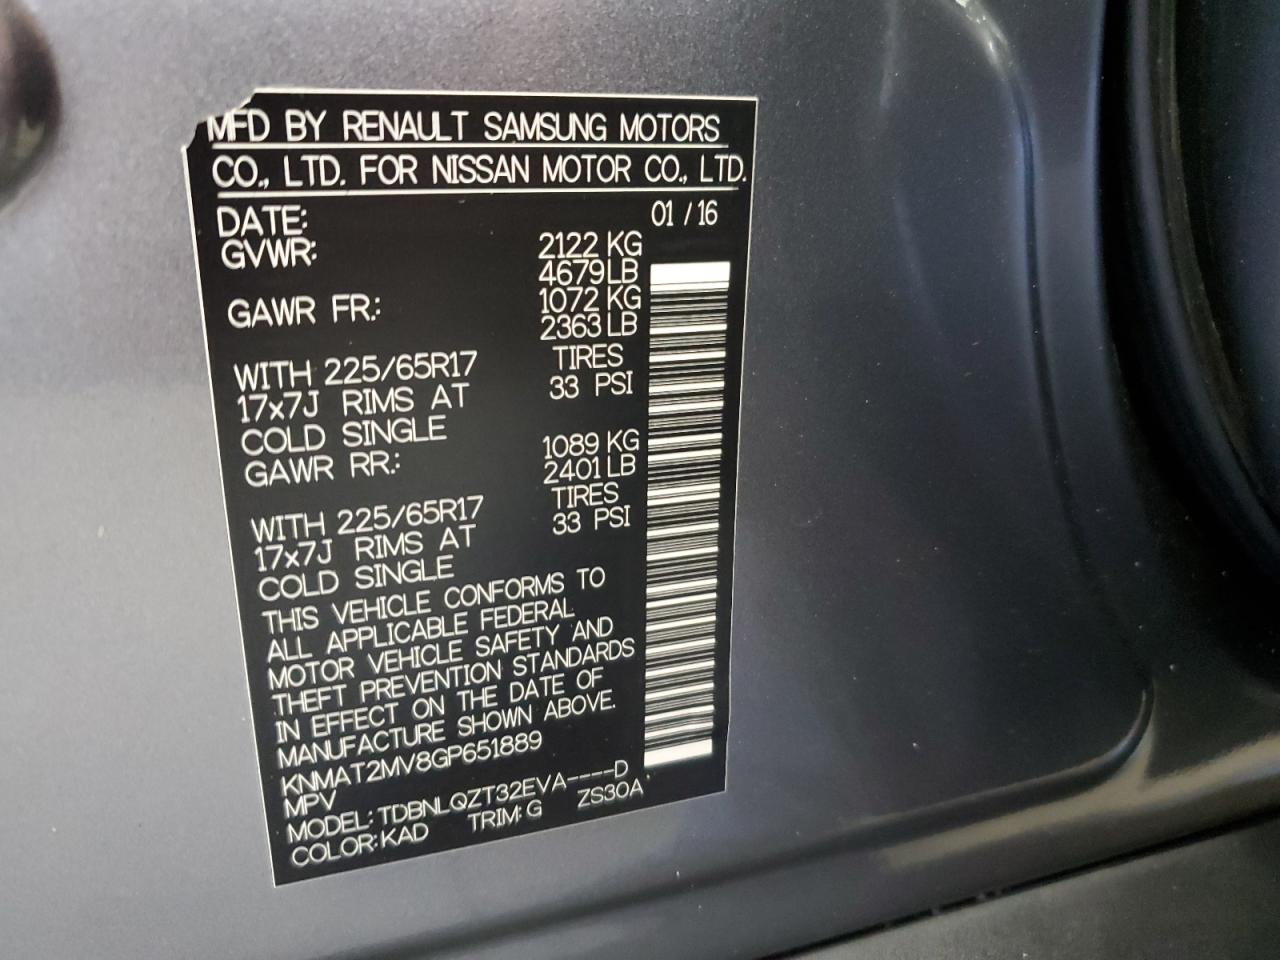 MFD BY RENAULT SAMSUNG MOTORS
CO., LTD. FOR NISSAN MOTOR CO., LTD.
DATE: 01 / 16
GVWR: 2122 KG
4679 LB
GAWR FR.: 1072 KG
2363 LB
WITH 225/65R17 TIRES
17x7J RIMS AT 33 PSI
COLD SINGLE
GAWR RR.: 1089 KG
2401 LB
WITH 225/65R17 TIRES
17x7J RIMS AT 33 PSI
COLD SINGLE
THIS VEHICLE CONFORMS TO
ALL APPLICABLE FEDERAL
MOTOR VEHICLE SAFETY AND
THEFT PREVENTION STANDARDS
IN EFFECT ON THE DATE OF
MANUFACTURE SHOWN ABOVE.
KNMAT2MV8GP651889
MPV
MODEL: TDBNLQZT32EVA----D
COLOR: KAD TRIM: G ZS30A